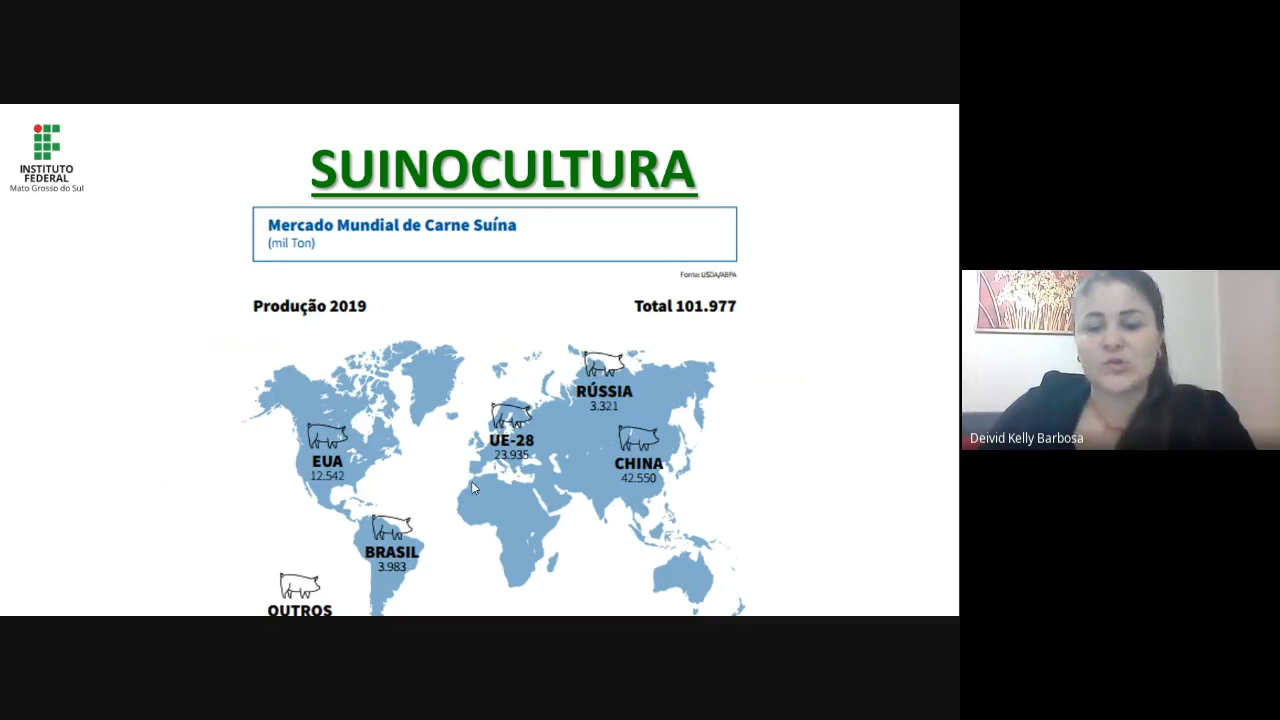 INSTITUTO
FEDERAL
Mato Grosso do Sul
SUINOCULTURA
Mercado Mundial de Carne Suína
(mil Ton)
Fonte: USDA/ABPA
Produção 2019
Total 101.977
RÚSSIA
3.321
UE-28
23.935
EUA
12.542
CHINA
42.550
BRASIL
3.983
OUTROS
Deivid Kelly Barbosa